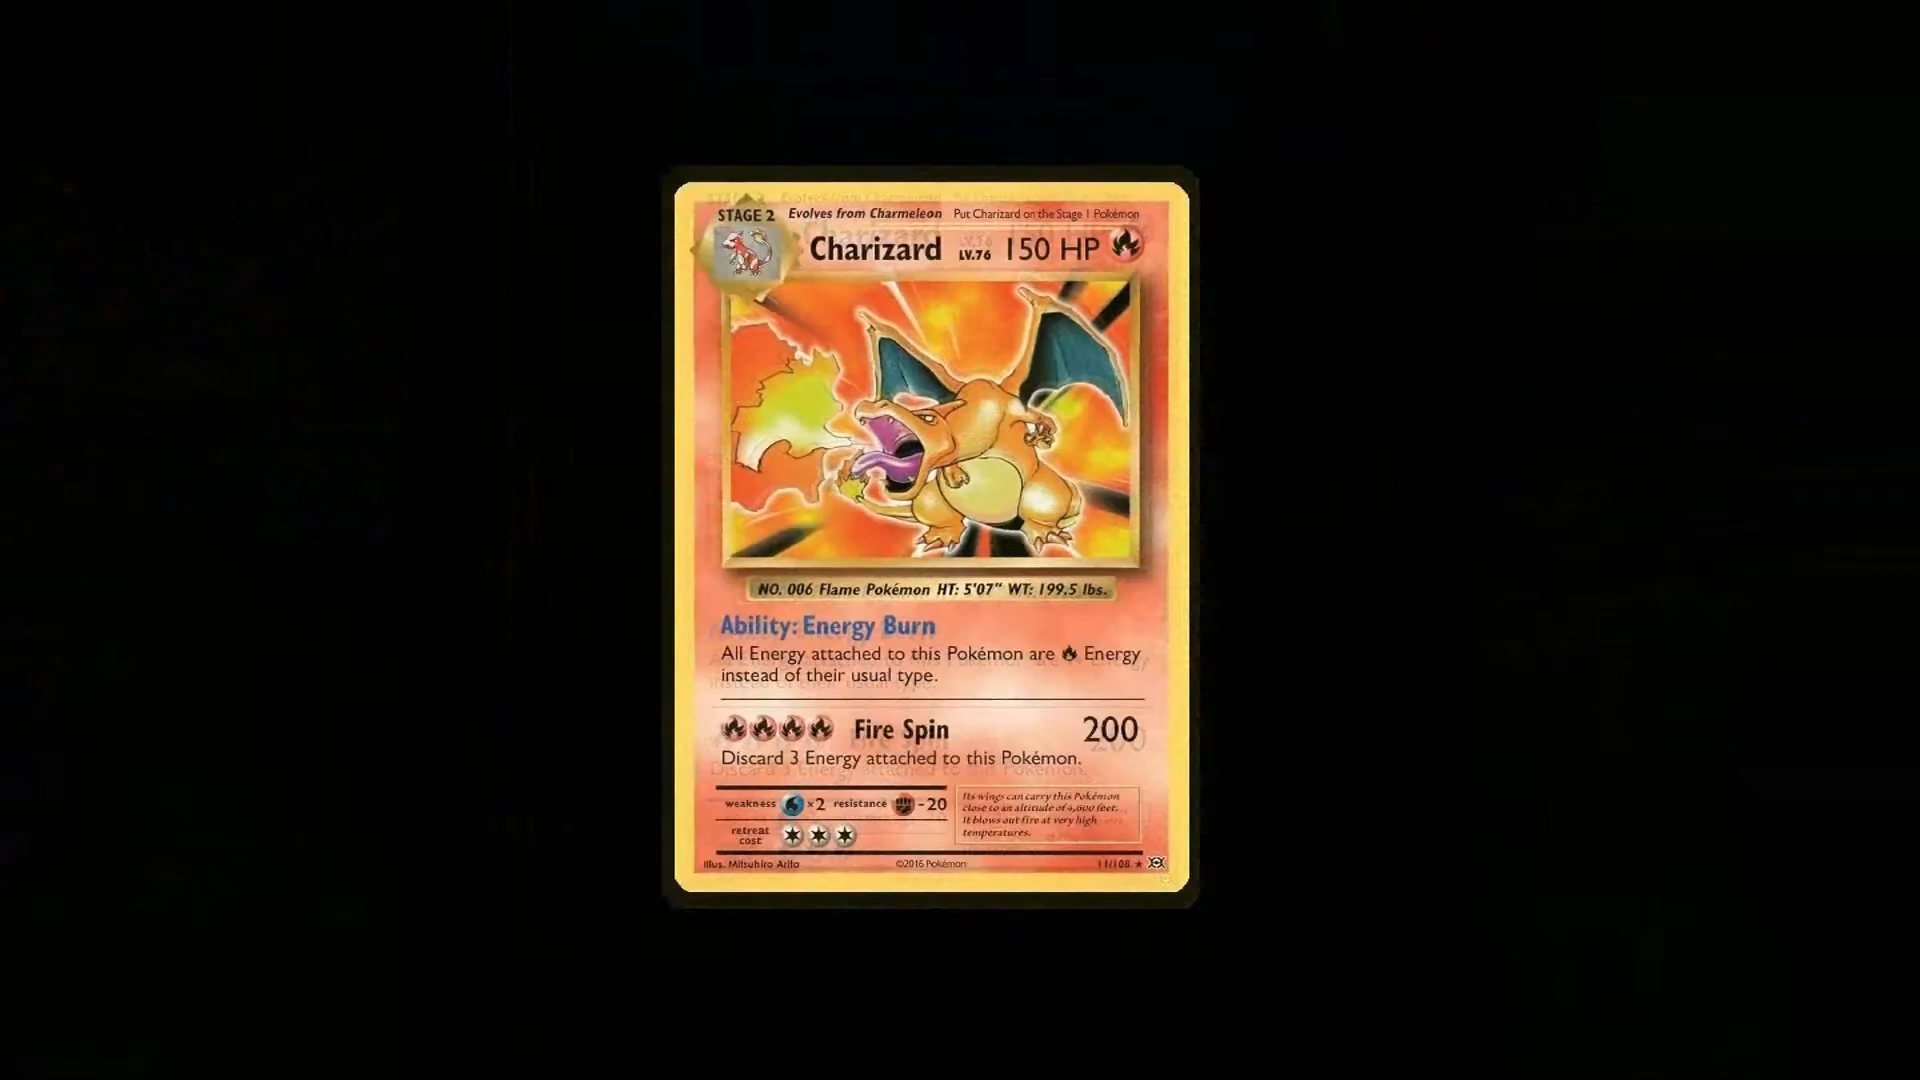 STAGE 2 Evolves from Charmeleon Put Charizard on the Stage 1 Pokémon
Charizard LV.76 150 HP
NO. 006 Flame Pokémon HT: 5'07" WT: 199.5 lbs.
Ability: Energy Burn
All Energy attached to this Pokémon are Energy
instead of their usual type.
Fire Spin 200
Discard 3 Energy attached to this Pokémon.
weakness ×2 resistance -20
retreat
cost
Its wings can carry this Pokémon
close to an altitude of 4,600 feet.
It blows out fire at very high
temperatures.
Illus. Mitsuhiro Arita ©2016 Pokémon 11/108